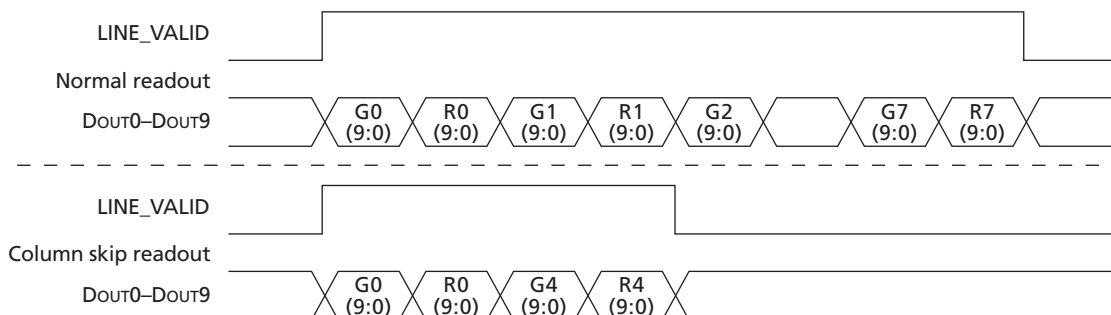 LINE_VALID
Normal readout
DOUT0–DOUT9
G0 (9:0)
R0 (9:0)
G1 (9:0)
R1 (9:0)
G2 (9:0)
G7 (9:0)
R7 (9:0)
LINE_VALID
Column skip readout
DOUT0–DOUT9
G0 (9:0)
R0 (9:0)
G4 (9:0)
R4 (9:0)